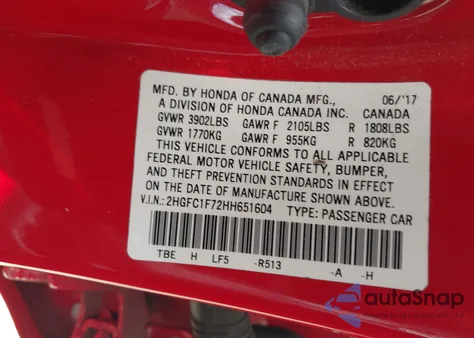 MFD. BY HONDA OF CANADA MFG., 06/'17
A DIVISION OF HONDA CANADA INC. CANADA
GVWR 3902LBS GAWR F 2105LBS R 1808LBS
GVWR 1770KG GAWR F 955KG R 820KG
THIS VEHICLE CONFORMS TO ALL APPLICABLE
FEDERAL MOTOR VEHICLE SAFETY, BUMPER,
AND THEFT PREVENTION STANDARDS IN EFFECT
ON THE DATE OF MANUFACTURE SHOWN ABOVE.
V.I.N.: 2HGFC1F72HH651604 TYPE: PASSENGER CAR
TBE H LF5 -R513 -A -H
autoSnap